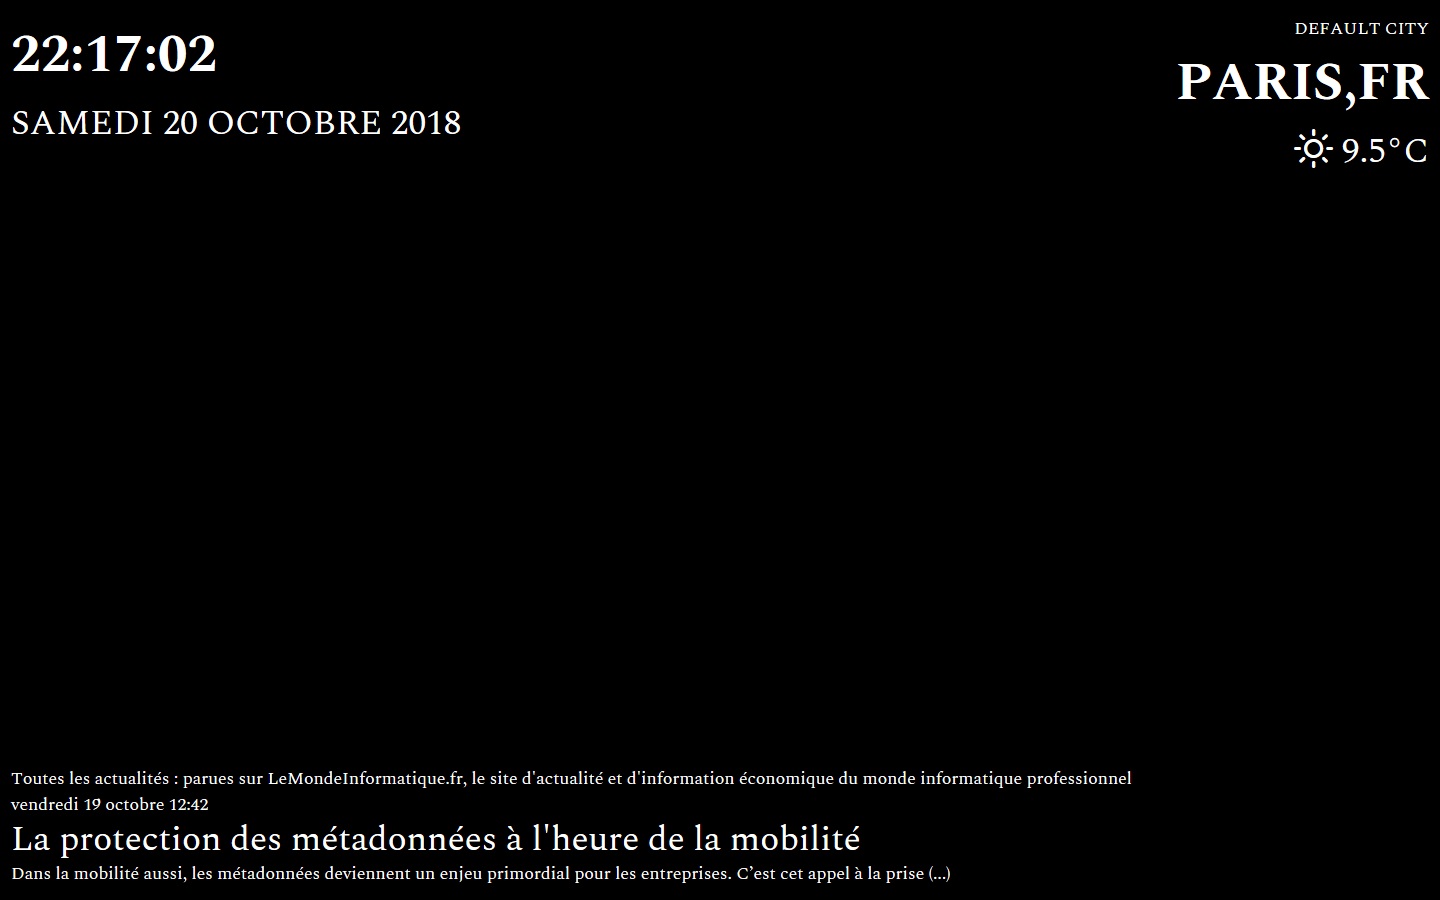 22:17:02
SAMEDI 20 OCTOBRE 2018
DEFAULT CITY
PARIS,FR
9.5°C
Toutes les actualités : parues sur LeMondeInformatique.fr, le site d'actualité et d'information économique du monde informatique professionnel
vendredi 19 octobre 12:42
La protection des métadonnées à l'heure de la mobilité
Dans la mobilité aussi, les métadonnées deviennent un enjeu primordial pour les entreprises. C’est cet appel à la prise (...)